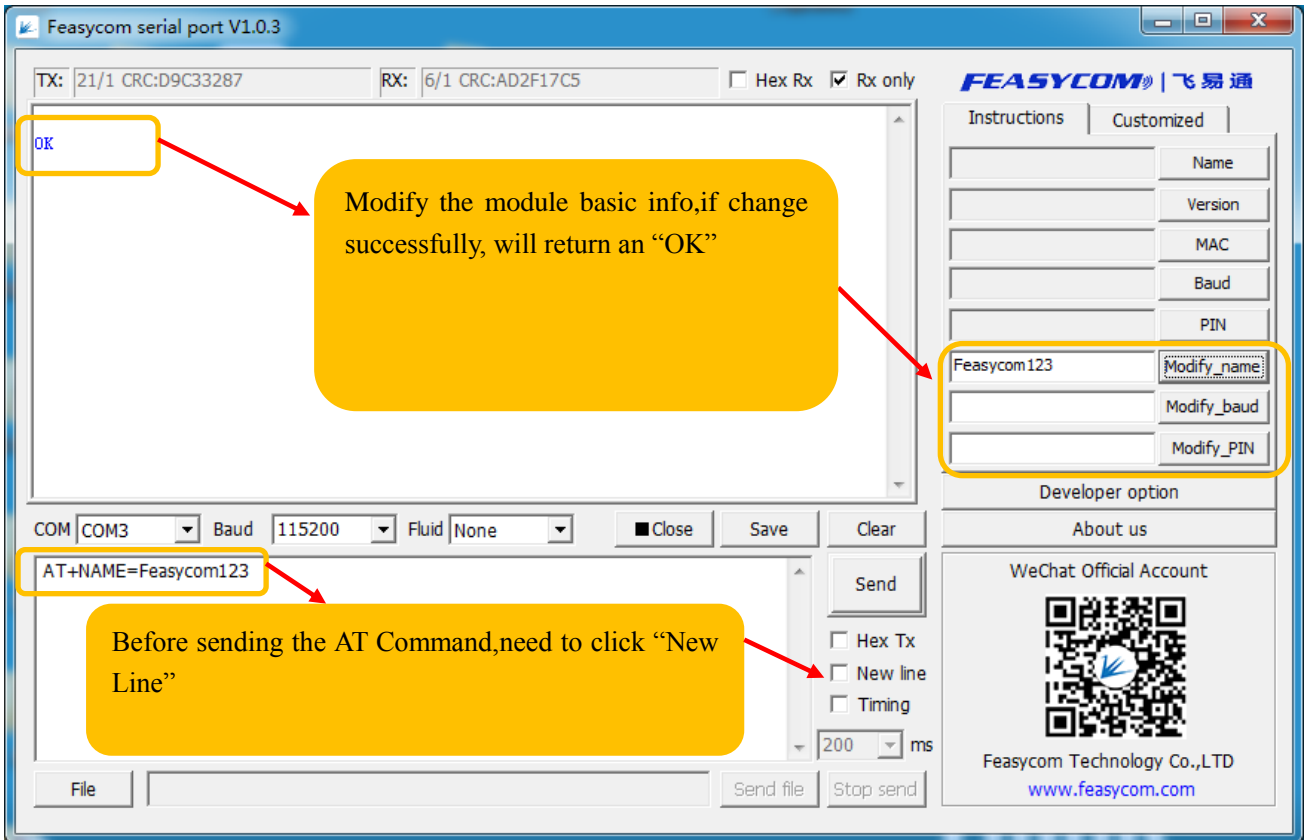 Feasycom serial port V1.0.3
TX: 21/1 CRC:D9C33287 RX: 6/1 CRC:AD2F17C5 Hex Rx Rx only
FEASYCOM | 飞易通
Instructions Customized
OK
Modify the module basic info,if change
successfully, will return an “OK”
Name
Version
MAC
Baud
PIN
Feasycom123 Modify_name
Modify_baud
Modify_PIN
Developer option
About us
COM COM3 Baud 115200 Fluid None Close Save Clear
AT+NAME=Feasycom123
Before sending the AT Command,need to click “New
Line”
Send
Hex Tx
New line
Timing
200 ms
WeChat Official Account
Feasycom Technology Co.,LTD
www.feasycom.com
File Send file Stop send